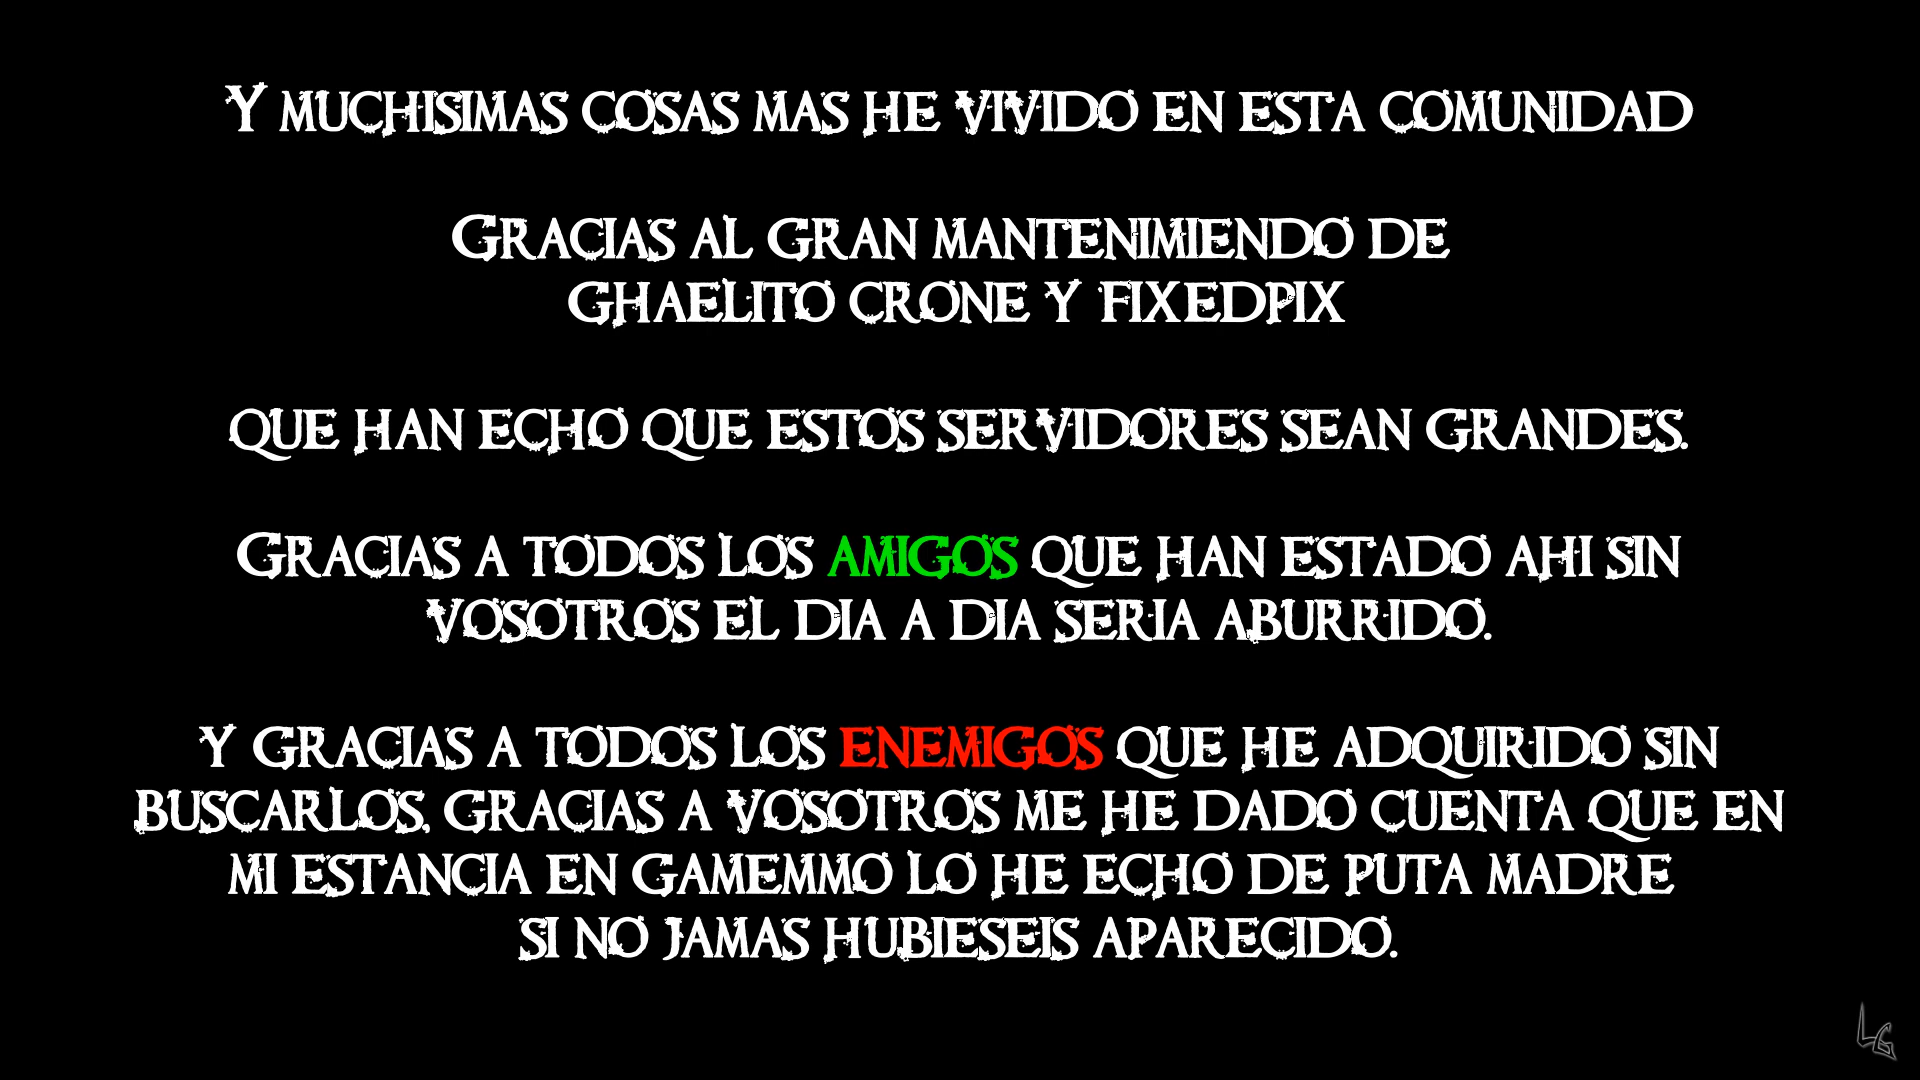 Y MUCHISIMAS COSAS MAS HE VIVIDO EN ESTA COMUNIDAD
GRACIAS AL GRAN MANTENIMIENDO DE
GHAELITO CRONE Y FIXEDPIX
QUE HAN ECHO QUE ESTOS SERVIDORES SEAN GRANDES.
GRACIAS A TODOS LOS AMIGOS QUE HAN ESTADO AHI SIN
VOSOTROS EL DIA A DIA SERIA ABURRIDO.
Y GRACIAS A TODOS LOS ENEMIGOS QUE HE ADQUIRIDO SIN
BUSCARLOS, GRACIAS A VOSOTROS ME HE DADO CUENTA QUE EN
MI ESTANCIA EN GAMEMMO LO HE ECHO DE PUTA MADRE
SI NO JAMAS HUBIESEIS APARECIDO.
LG